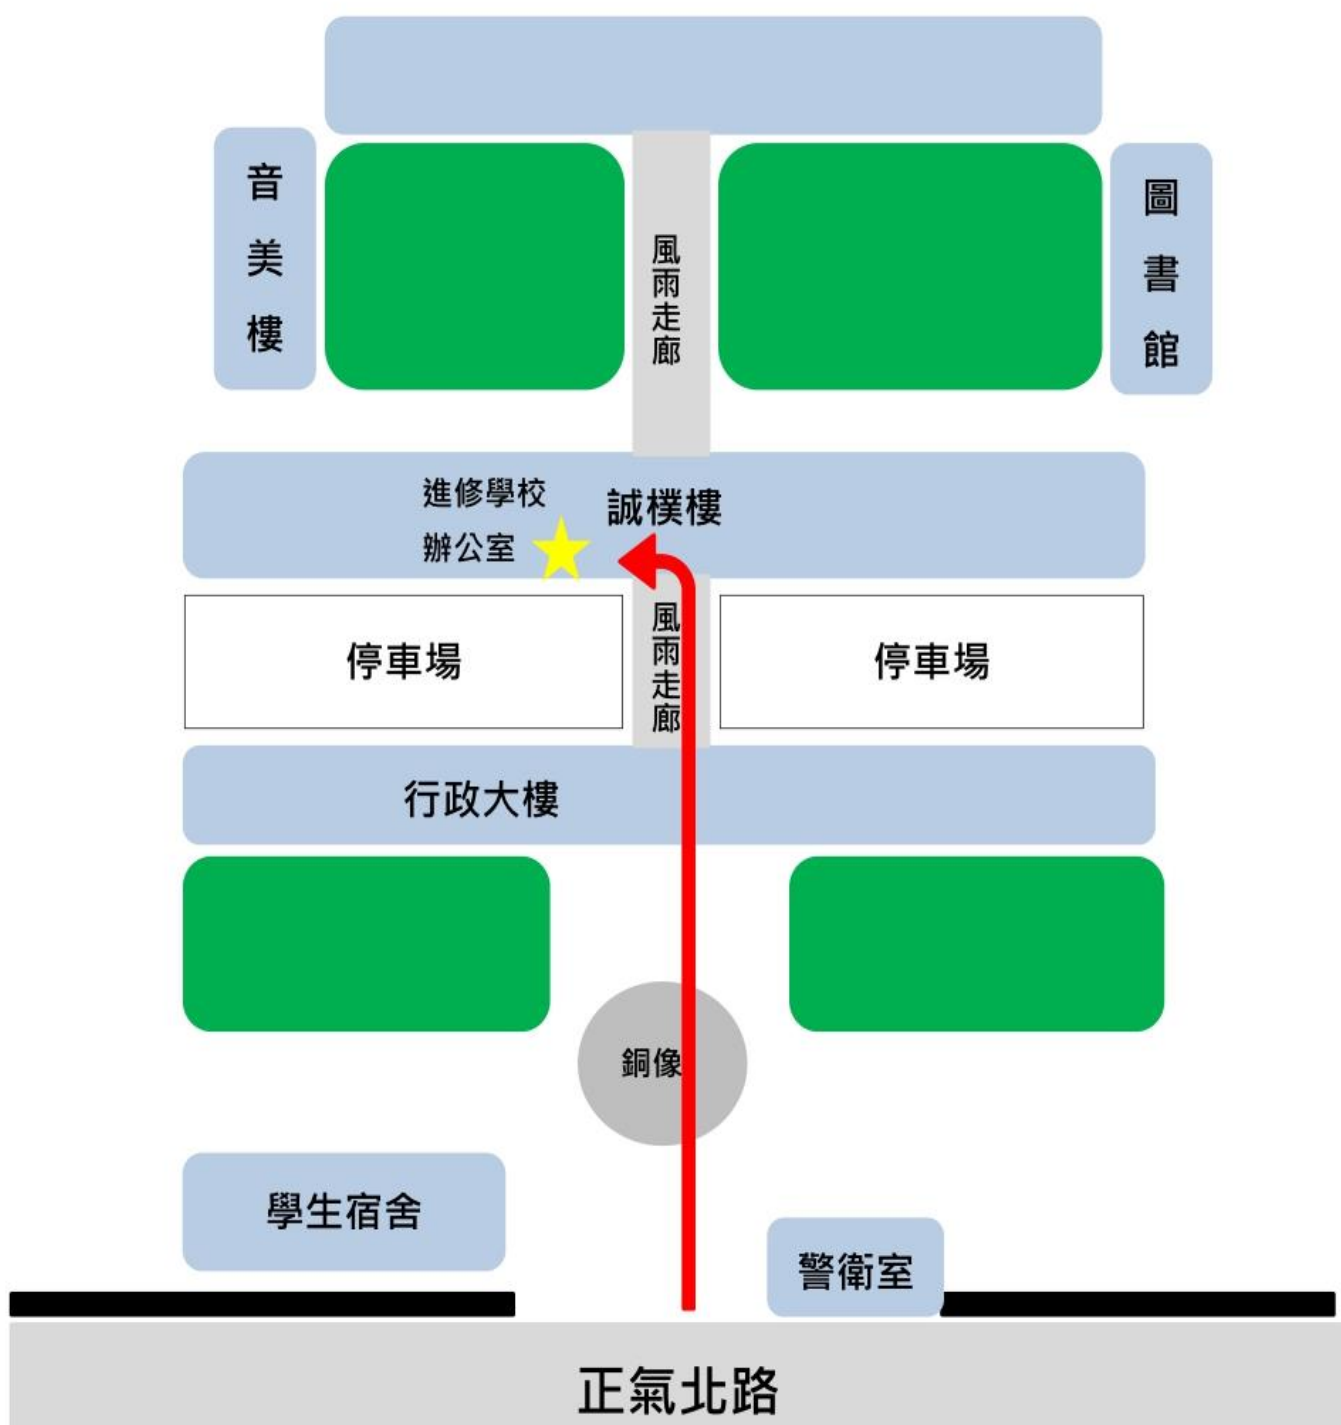 音美樓
風雨走廊
圖書館
進修學校
辦公室
誠樸樓
風雨走廊
停車場
停車場
行政大樓
銅像
學生宿舍
警衛室
正氣北路